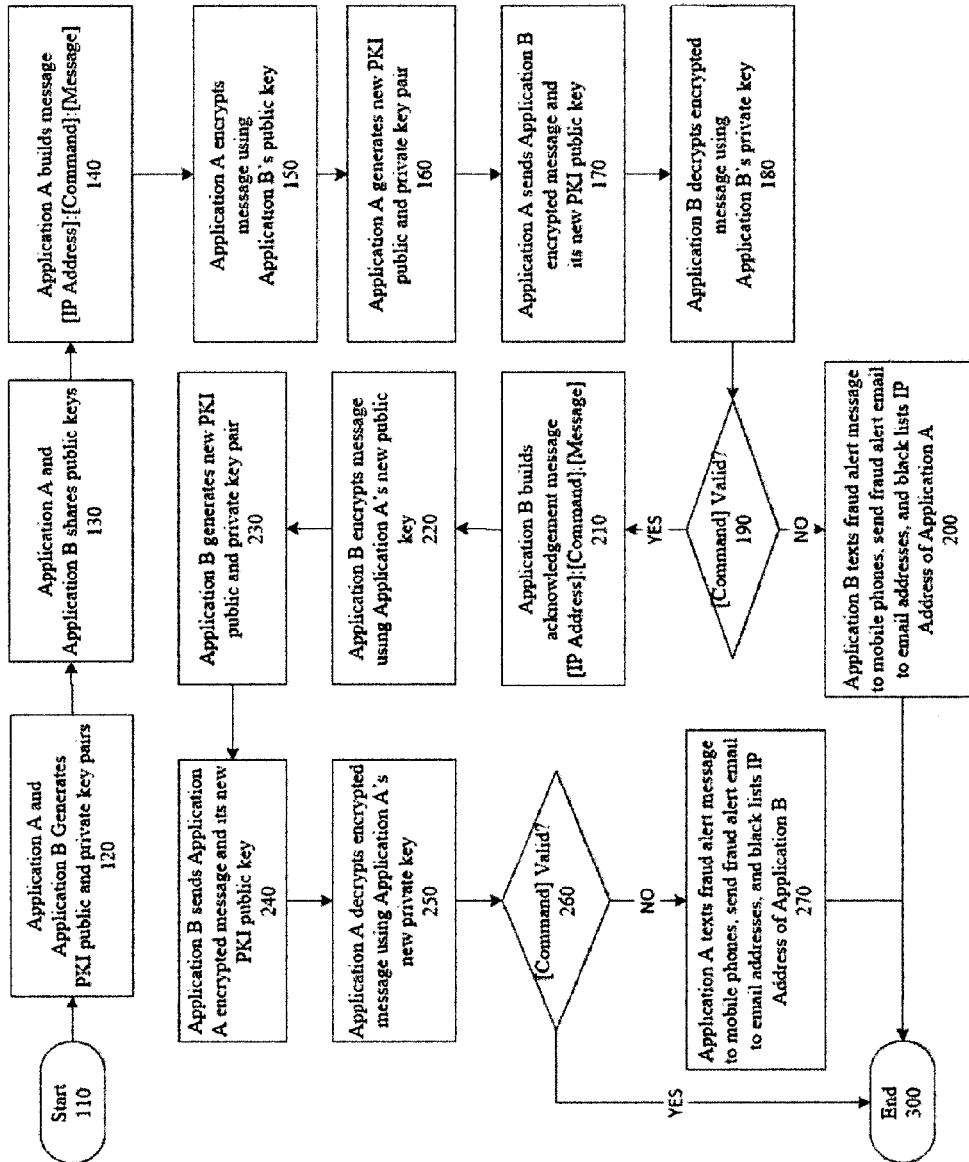 Start
110
Application A and
Application B Generates
PKI public and private key pairs
120
Application A and
Application B shares public keys
130
Application A builds message
[IP Address]:[Command]:[Message]
140
Application A encrypts
message using
Application B's public key
150
Application A generates new PKI
public and private key pair
160
Application A sends Application B
encrypted message and
its new PKI public key
170
Application B decrypts encrypted
message using
Application B's private key
180
[Command] Valid?
190
NO
Application B texts fraud alert message
to mobile phones, send fraud alert email
to email addresses, and black lists IP
Address of Application A
200
YES
Application B builds
acknowledgement message
[IP Address]:[Command]:[Message]
210
Application B encrypts message
using Application A's new public
key
220
Application B generates new PKI
public and private key pair
230
Application B sends Application
A encrypted message and its new
PKI public key
240
Application A decrypts encrypted
message using Application A's
new private key
250
[Command] Valid?
260
NO
Application A texts fraud alert message
to mobile phones, send fraud alert email
to email addresses, and black lists IP
Address of Application B
270
YES
End
300